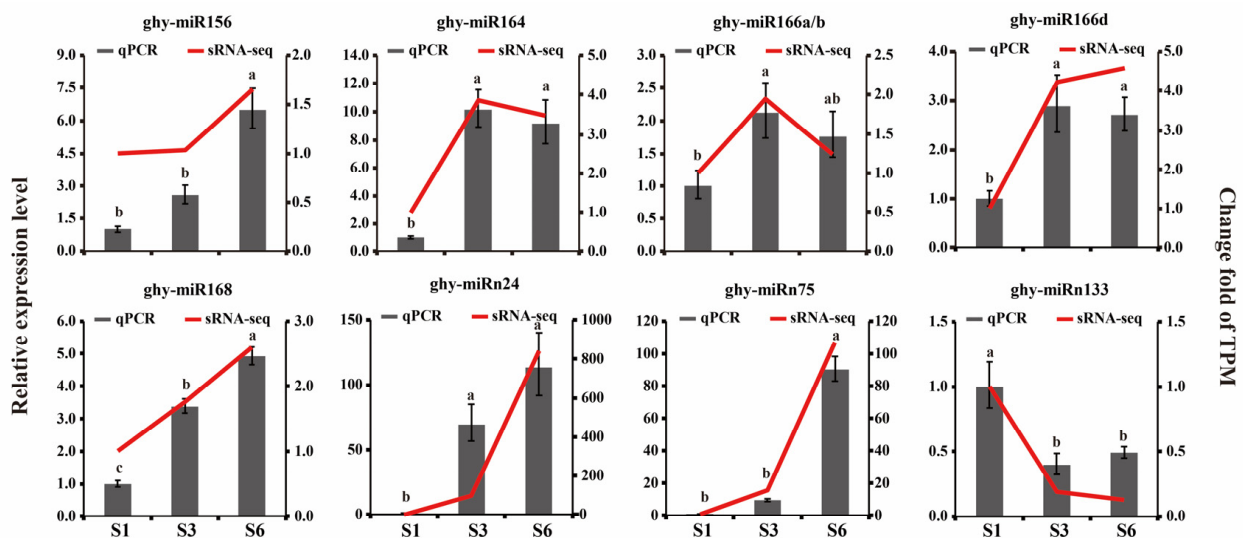 ghy-miR156
qPCR sRNA-seq
9.0
7.5
6.0
4.5
3.0
1.5
0.0
2.0
1.5
1.0
0.5
0.0
b
b
a
ghy-miR164
qPCR sRNA-seq
14.0
12.0
10.0
8.0
6.0
4.0
2.0
0.0
5.0
4.0
3.0
2.0
1.0
0.0
b
a
a
ghy-miR166a/b
qPCR sRNA-seq
3.0
2.5
2.0
1.5
1.0
0.5
0.0
2.5
2.0
1.5
1.0
0.5
0.0
b
a
ab
ghy-miR166d
qPCR sRNA-seq
4.0
3.0
2.0
1.0
0.0
5.0
4.0
3.0
2.0
1.0
0.0
b
a
a
Relative expression level
Change fold of TPM
ghy-miR168
qPCR sRNA-seq
6.0
5.0
4.0
3.0
2.0
1.0
0.0
3.0
2.0
1.0
0.0
c
b
a
S1 S3 S6
ghy-miRn24
qPCR sRNA-seq
150
100
50
0
1000
800
600
400
200
0
b
a
a
S1 S3 S6
ghy-miRn75
qPCR sRNA-seq
120
100
80
60
40
20
0
120
100
80
60
40
20
0
b
b
a
S1 S3 S6
ghy-miRn133
qPCR sRNA-seq
1.5
1.0
0.5
0.0
1.5
1.0
0.5
0.0
a
b
b
S1 S3 S6